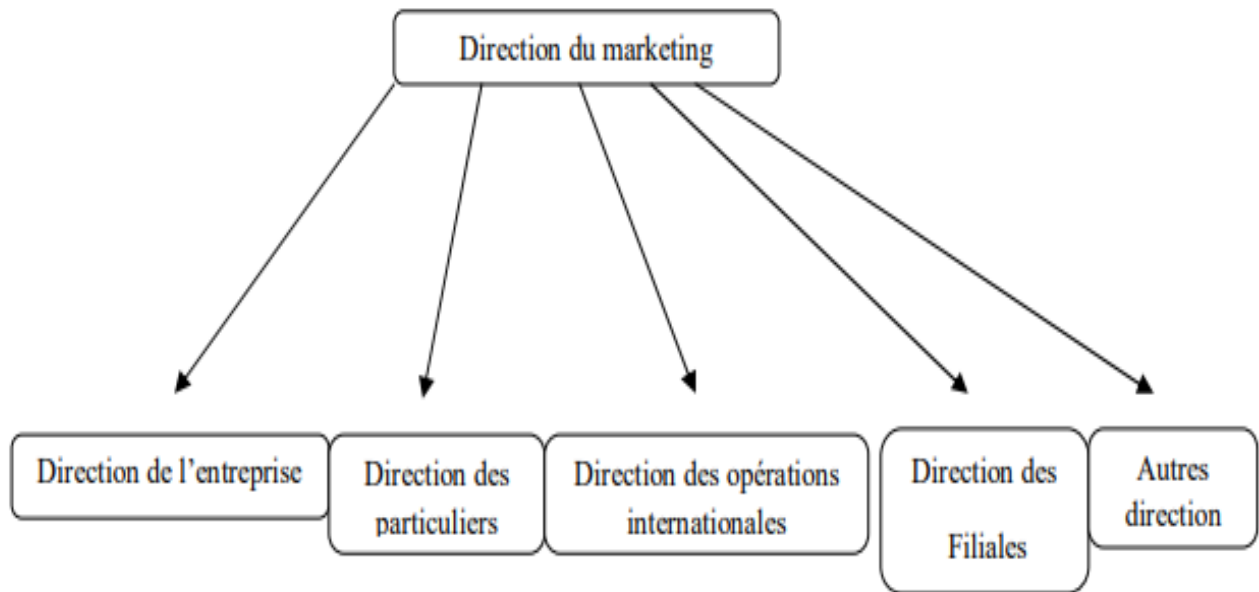 Direction du marketing
Direction de l'entreprise
Direction des
particuliers
Direction des opérations
internationales
Direction des
Filiales
Autres
direction